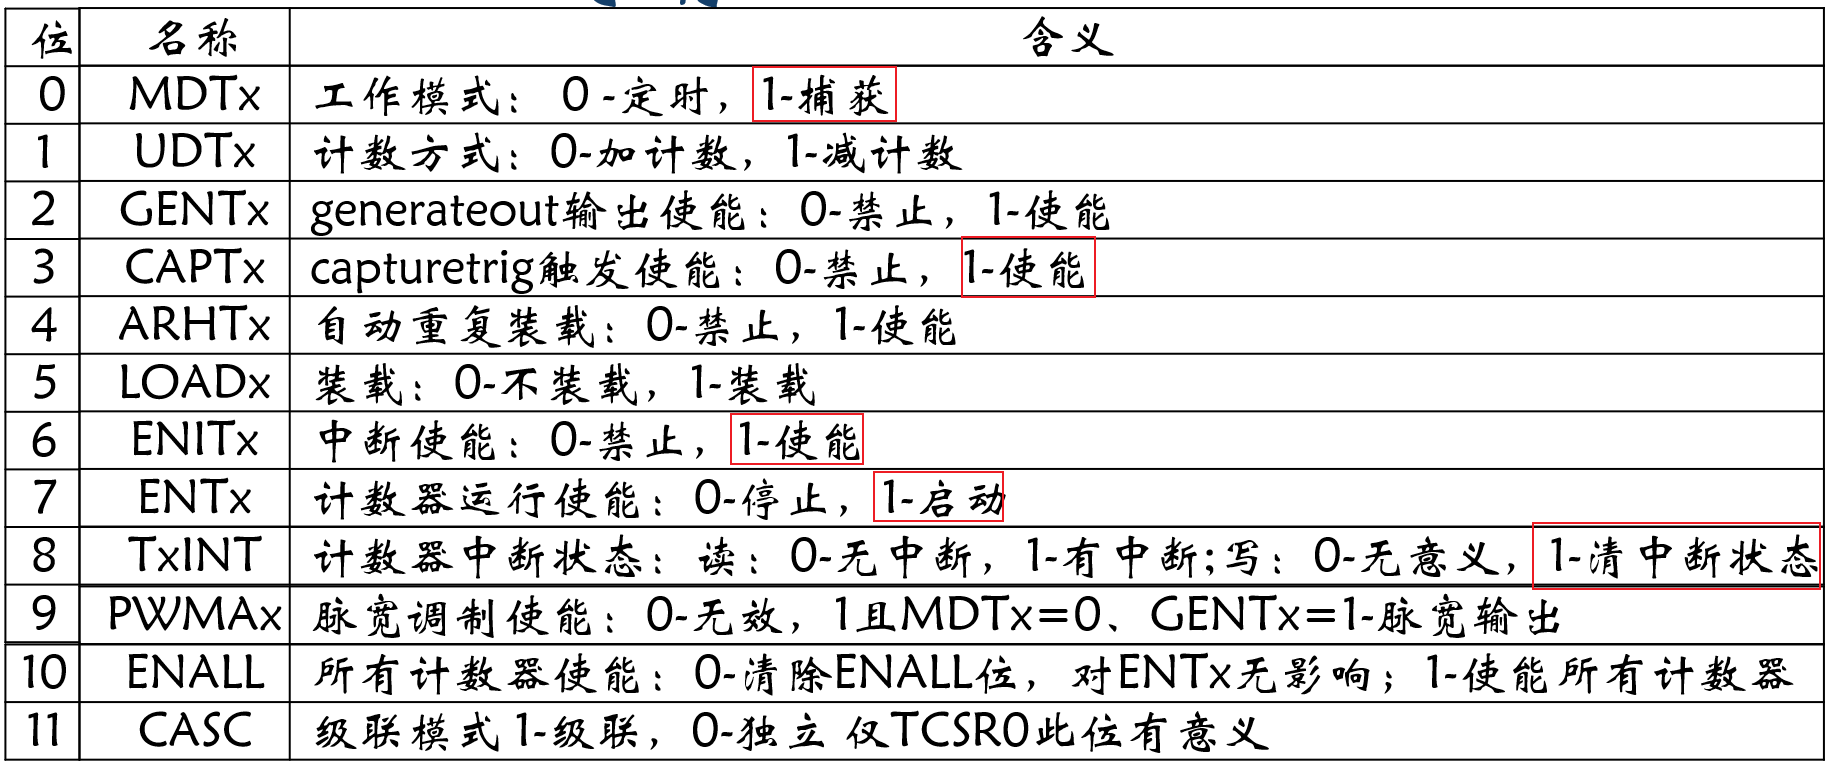 位 名称 含义
0 MDTx 工作模式： 0 -定时，1-捕获
1 UDTx 计数方式：0-加计数，1-减计数
2 GENTx generateout输出使能：0-禁止，1-使能
3 CAPTx capturetrig触发使能：0-禁止，1-使能
4 ARHTx 自动重复装载：0-禁止，1-使能
5 LOADx 装载：0-不装载，1-装载
6 ENITx 中断使能：0-禁止，1-使能
7 ENTx 计数器运行使能：0-停止，1-启动
8 TxINT 计数器中断状态：读：0-无中断，1-有中断;写：0-无意义，1-清中断状态
9 PWMAx 脉宽调制使能：0-无效，1且MDTx=0、GENTx=1-脉宽输出
10 ENALL 所有计数器使能：0-清除ENALL位，对ENTx无影响；1-使能所有计数器
11 CASC 级联模式 1-级联，0-独立 仅TCSR0此位有意义